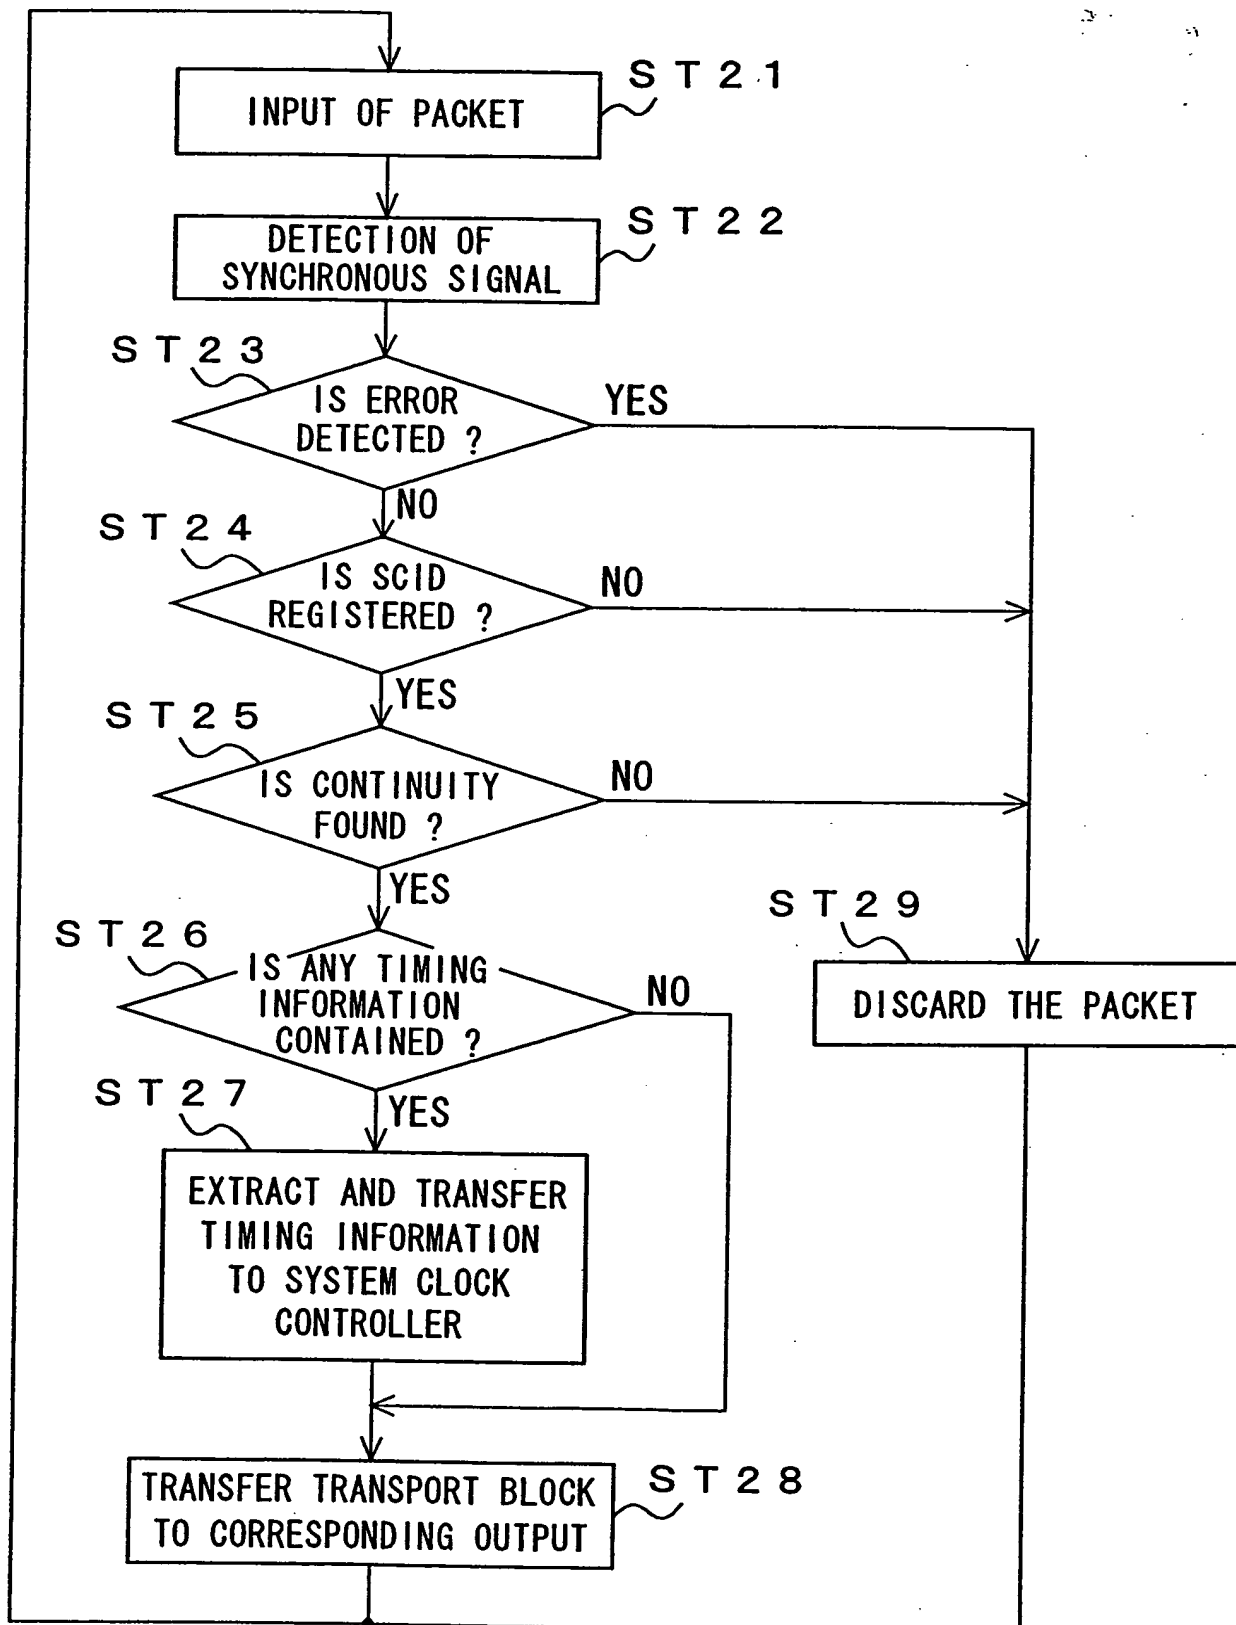 ST21
INPUT OF PACKET
ST22
DETECTION OF
SYNCHRONOUS SIGNAL
ST23
IS ERROR
DETECTED ?
YES
NO
ST24
IS SCID
REGISTERED ?
NO
YES
ST25
IS CONTINUITY
FOUND ?
NO
YES
ST26
IS ANY TIMING
INFORMATION
CONTAINED ?
NO
ST29
DISCARD THE PACKET
YES
ST27
EXTRACT AND TRANSFER
TIMING INFORMATION
TO SYSTEM CLOCK
CONTROLLER
ST28
TRANSFER TRANSPORT BLOCK
TO CORRESPONDING OUTPUT